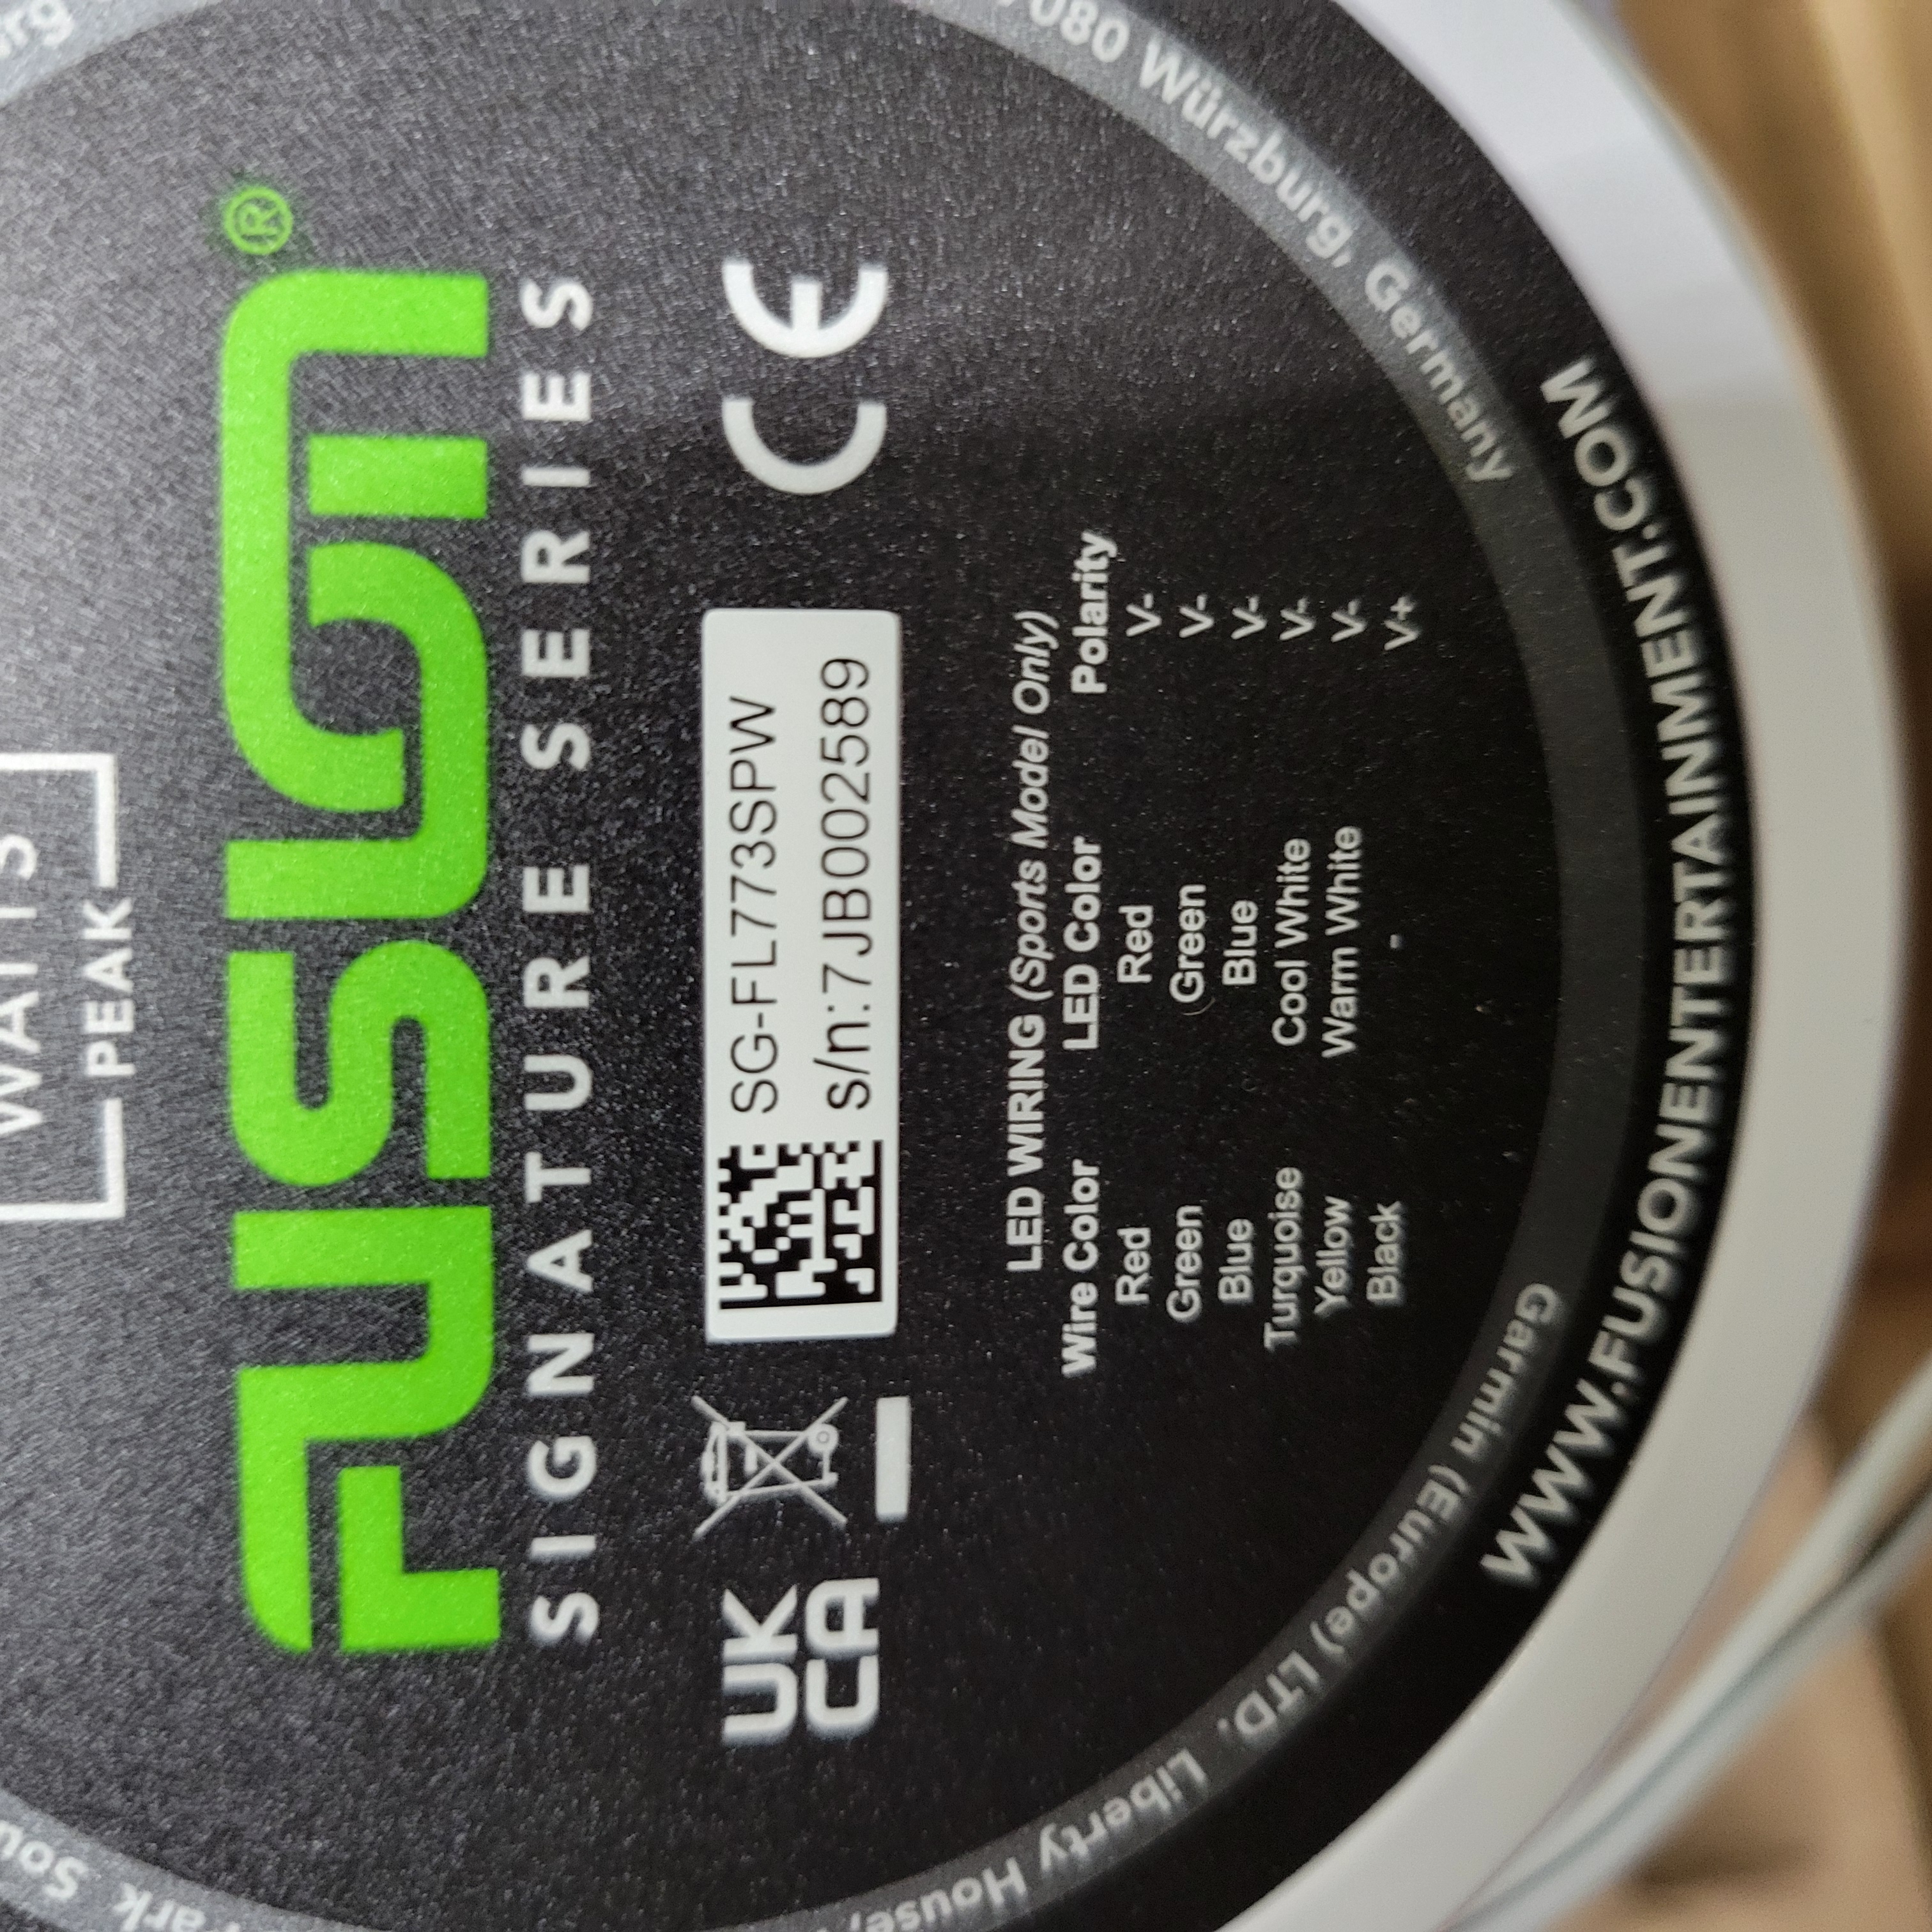 WATTS
PEAK
FUSION®
SIGNATURE SERIES
UK
CA
SG-FL773SPW
s/n:7JB002589
CE
LED WIRING (Sports Model Only)
Wire Color LED Color Polarity
Red Red V-
Green Green V-
Blue Blue V-
Turquoise Cool White V-
Yellow Warm White V-
Black - V+
Garmin (Europe) LTD. Liberty House,
080 Würzburg, Germany
WWW.FUSIONENTERTAINMENT.COM